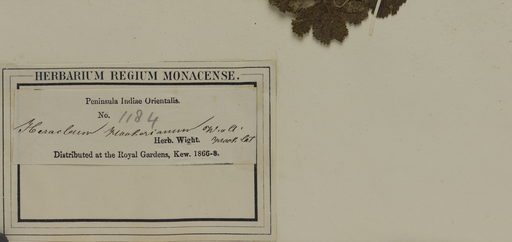 HERBARIUM REGIUM MONACENSE.
Peninsula Indiae Orientalis.
No. 1184
Heracleum
Herb. Wight.
Distributed at the Royal Gardens, Kew. 1866-8.